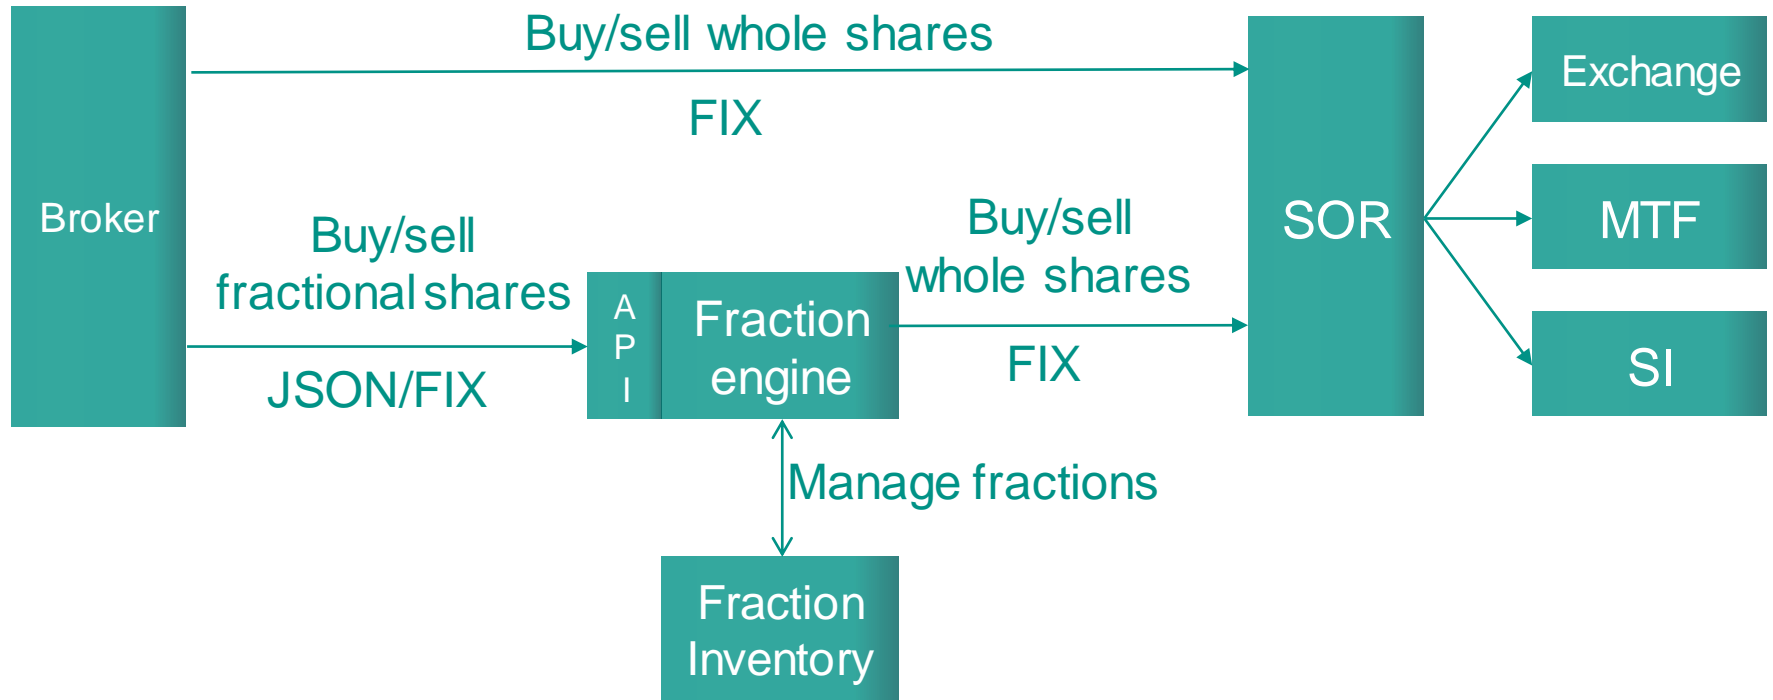 Buy/sell whole shares
FIX
Exchange
Broker
Buy/sell
fractional shares
JSON/FIX
A
P
I
Fraction
engine
Buy/sell
whole shares
FIX
SOR
MTF
SI
Manage fractions
Fraction
Inventory